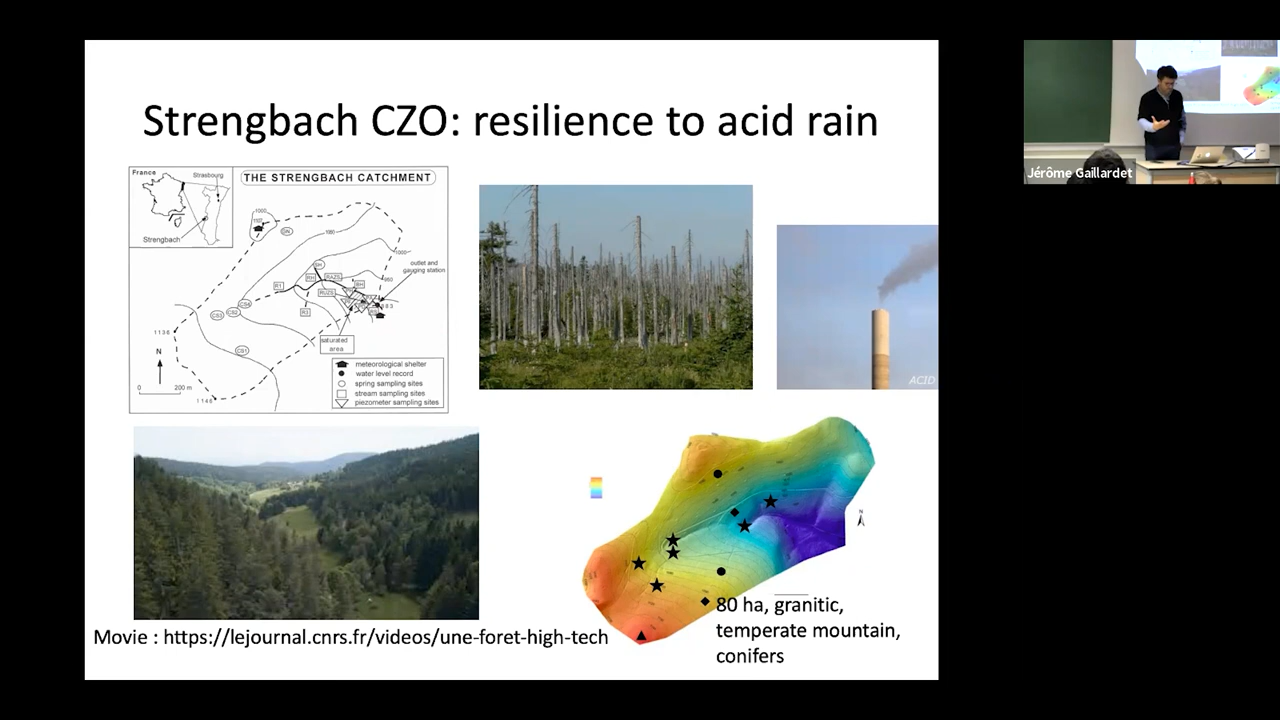 Strengbach CZO: resilience to acid rain
France
Strasbourg
Strengbach
THE STRENGBACH CATCHMENT
outlet and
gauging station
saturated
area
N
0 200 m
1136
1146
meteorological shelter
water level record
spring sampling sites
stream sampling sites
piezometer sampling sites
ACID
Jérôme Gaillardet
N
80 ha, granitic,
temperate mountain,
conifers
Movie : https://lejournal.cnrs.fr/videos/une-foret-high-tech